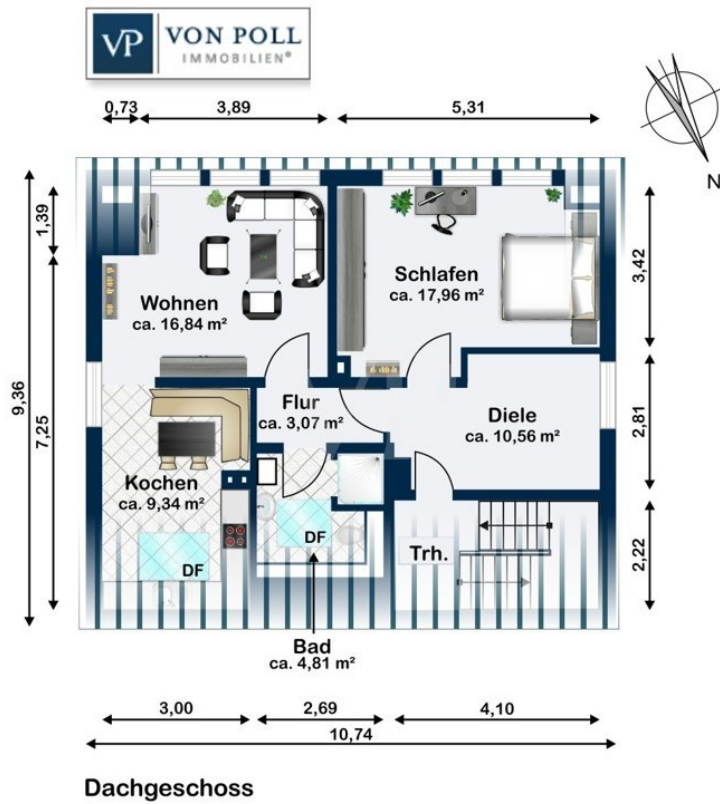 VP VON POLL
IMMOBILIEN®
0,73 3,89 5,31
N
1,39
3,42
Wohnen
ca. 16,84 m²
Schlafen
ca. 17,96 m²
9,36
7,25
Flur
ca. 3,07 m²
Diele
ca. 10,56 m²
2,81
Kochen
ca. 9,34 m²
DF
DF
Trh.
2,22
Bad
ca. 4,81 m²
3,00 2,69 4,10
10,74
Dachgeschoss